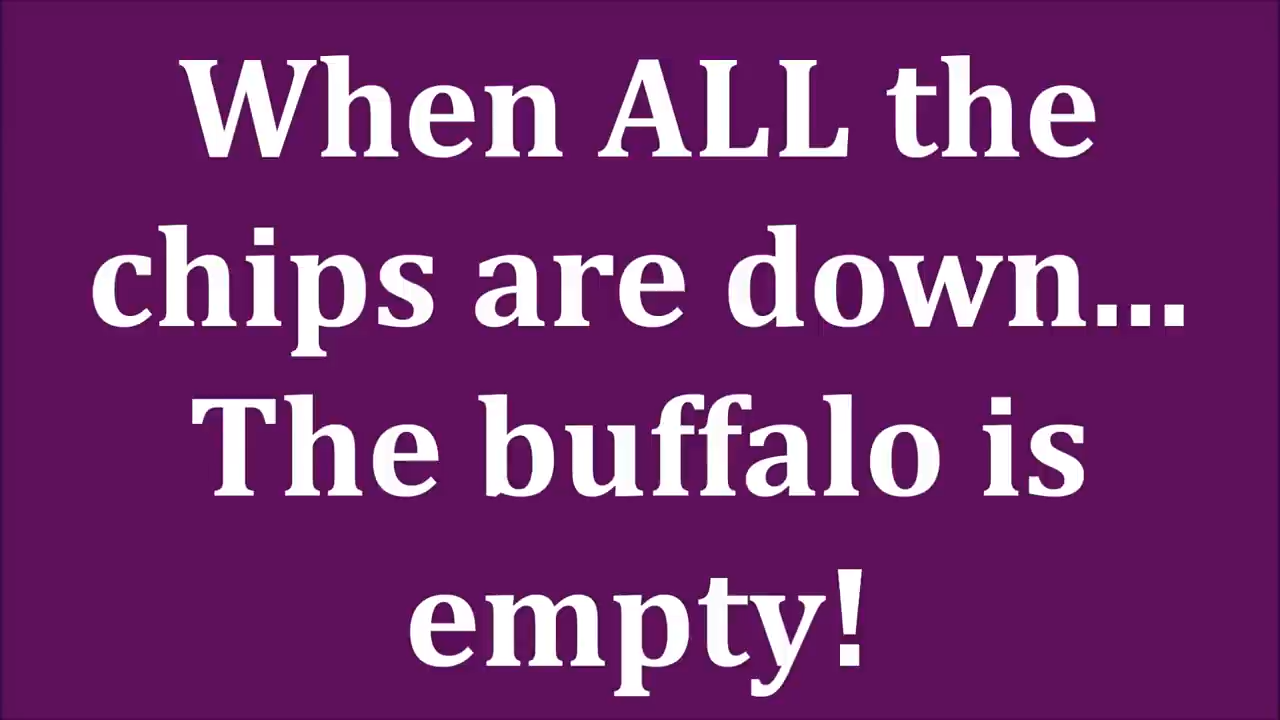 When ALL the
chips are down...
The buffalo is
empty!